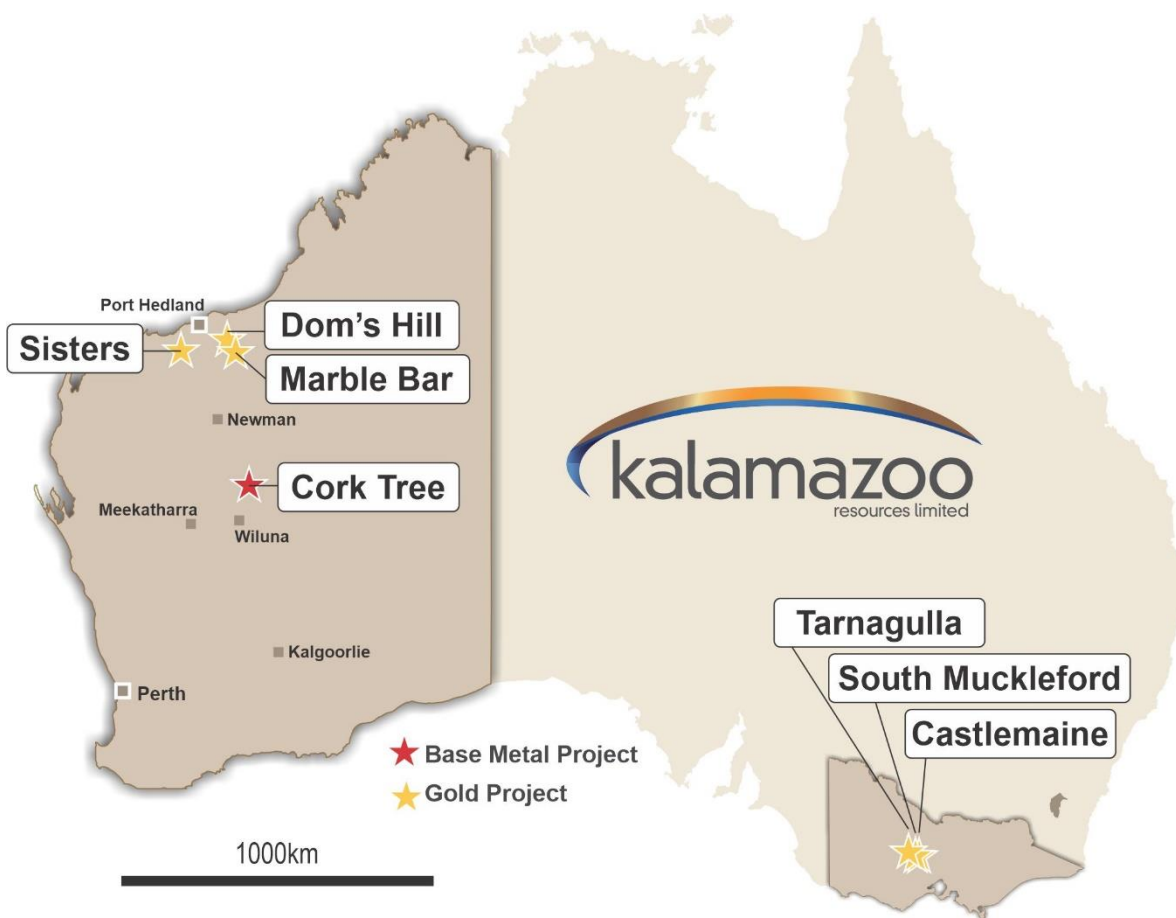 Port Hedland
Dom's Hill
Sisters
Marble Bar
Newman
Cork Tree
Meekatharra
Wiluna
Kalgoorlie
Perth
kalamazoo
resources limited
Tarnagulla
South Muckleford
Castlemaine
Base Metal Project
Gold Project
1000km